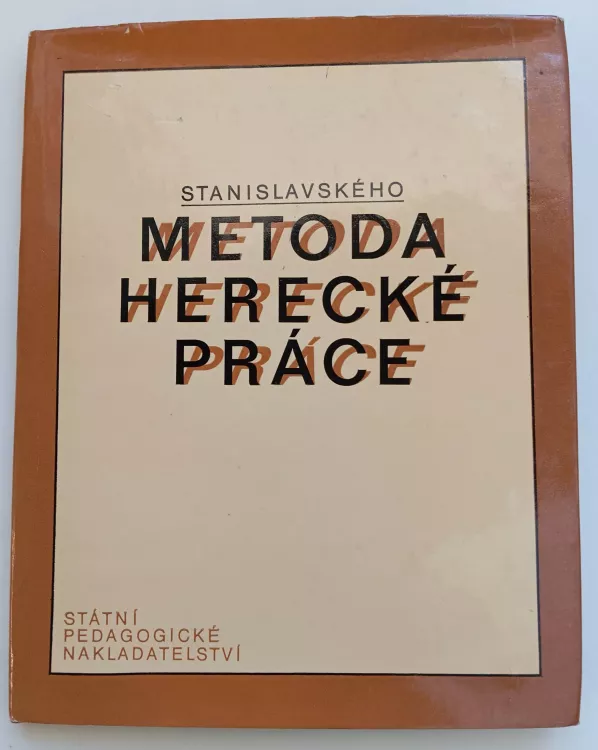 STANISLAVSKÉHO
METODA
HERECKÉ
PRÁCE
STÁTNÍ
PEDAGOGICKÉ
NAKLADATELSTVÍ